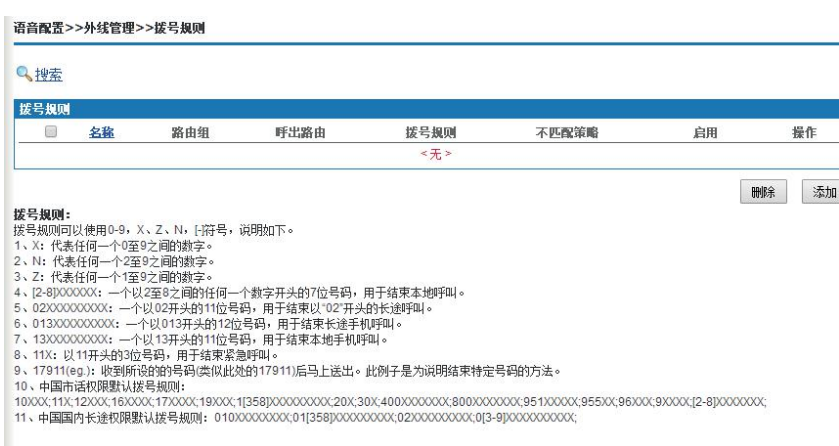 语音配置>>外线管理>>拨号规则
搜索
拨号规则
名称 路由组 呼出路由 拨号规则 不匹配策略 启用 操作
<无>
删除 添加
拨号规则：
拨号规则可以使用0-9，X、Z、N，[-]符号，说明如下。
1、X：代表任何一个0至9之间的数字。
2、N：代表任何一个2至9之间的数字。
3、Z：代表任何一个1至9之间的数字。
4、[2-8]XXXXXX：一个以2至8之间的任何一个数字开头的7位号码，用于结束本地呼叫。
5、02XXXXXXXXX：一个以02开头的11位号码，用于结束以“02”开头的长途呼叫。
6、013XXXXXXXXX：一个以013开头的12位号码，用于结束长途手机呼叫。
7、13XXXXXXXXX：一个以13开头的11位号码，用于结束本地手机呼叫。
8、11X：以11开头的3位号码，用于结束紧急呼叫。
9、17911(eg.)：收到所设的的号码(类似此处的17911)后马上送出。此例子是为说明结束特定号码的方法。
10、中国市话权限默认拨号规则：
10XXX;11X;12XXX;16XXXX;17XXXX;19XXX;1[358]XXXXXXXXX;20X;30X;400XXXXXXX;800XXXXXXX;951XXXXX;955XX;96XXX;9XXXX;[2-8]XXXXXXX;
11、中国国内长途权限默认拨号规则：010XXXXXXXX;01[358]XXXXXXXXX;02XXXXXXXXX;0[3-9]XXXXXXXXXX;